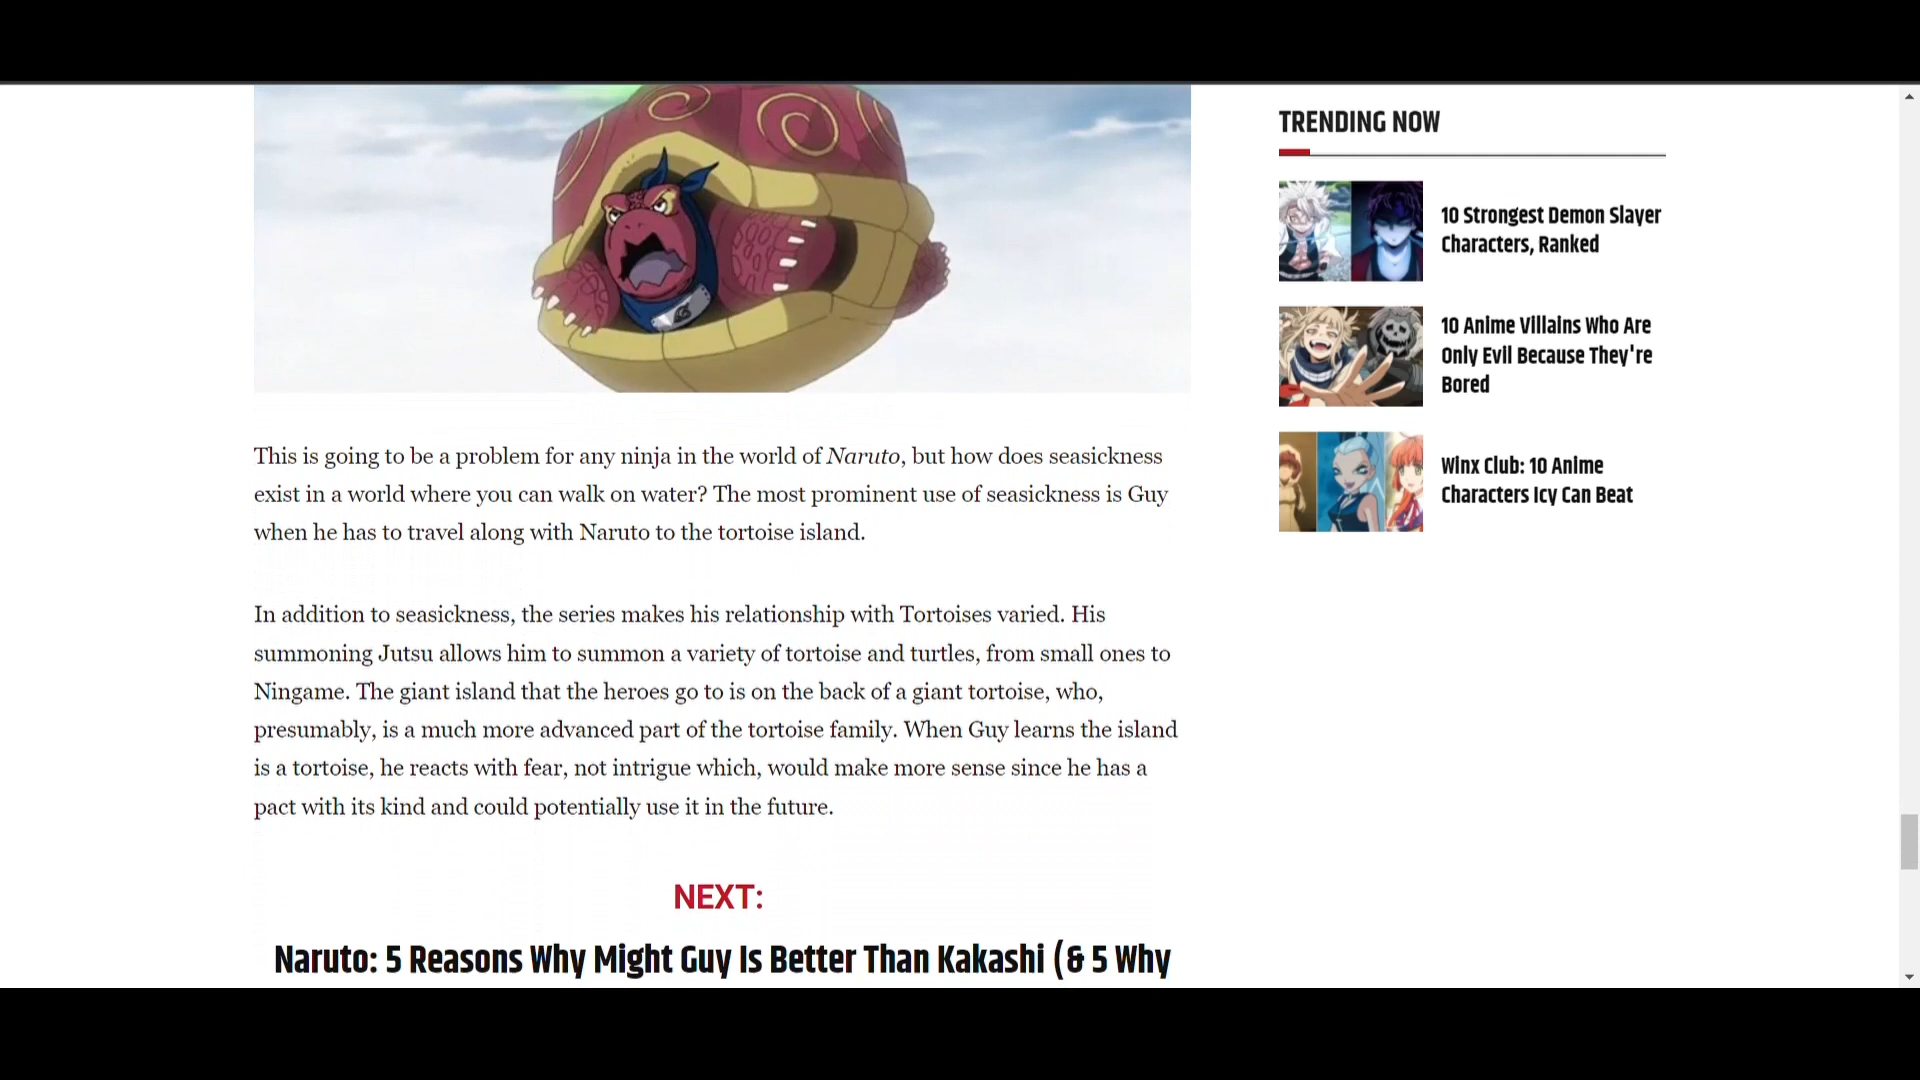 This is going to be a problem for any ninja in the world of Naruto, but how does seasickness
exist in a world where you can walk on water? The most prominent use of seasickness is Guy
when he has to travel along with Naruto to the tortoise island.
In addition to seasickness, the series makes his relationship with Tortoises varied. His
summoning Jutsu allows him to summon a variety of tortoise and turtles, from small ones to
Ningame. The giant island that the heroes go to is on the back of a giant tortoise, who,
presumably, is a much more advanced part of the tortoise family. When Guy learns the island
is a tortoise, he reacts with fear, not intrigue which, would make more sense since he has a
pact with its kind and could potentially use it in the future.
NEXT:
Naruto: 5 Reasons Why Might Guy Is Better Than Kakashi (& 5 Why
TRENDING NOW
10 Strongest Demon Slayer
Characters, Ranked
10 Anime Villains Who Are
Only Evil Because They're
Bored
Winx Club: 10 Anime
Characters Icy Can Beat